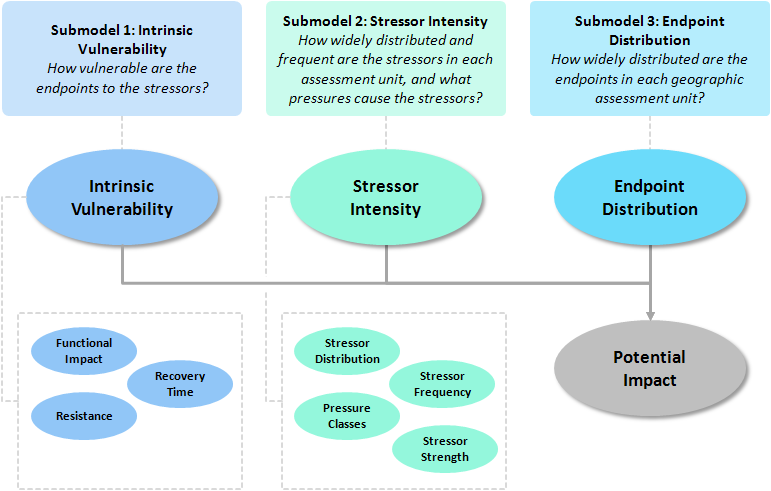 Submodel 1: Intrinsic
Vulnerability
How vulnerable are the
endpoints to the stressors?
Submodel 2: Stressor Intensity
How widely distributed and
frequent are the stressors in each
assessment unit, and what
pressures cause the stressors?
Submodel 3: Endpoint
Distribution
How widely distributed are the
endpoints in each geographic
assessment unit?
Intrinsic
Vulnerability
Stressor
Intensity
Endpoint
Distribution
Functional
Impact
Recovery
Time
Resistance
Stressor
Distribution
Stressor
Frequency
Pressure
Classes
Stressor
Strength
Potential
Impact